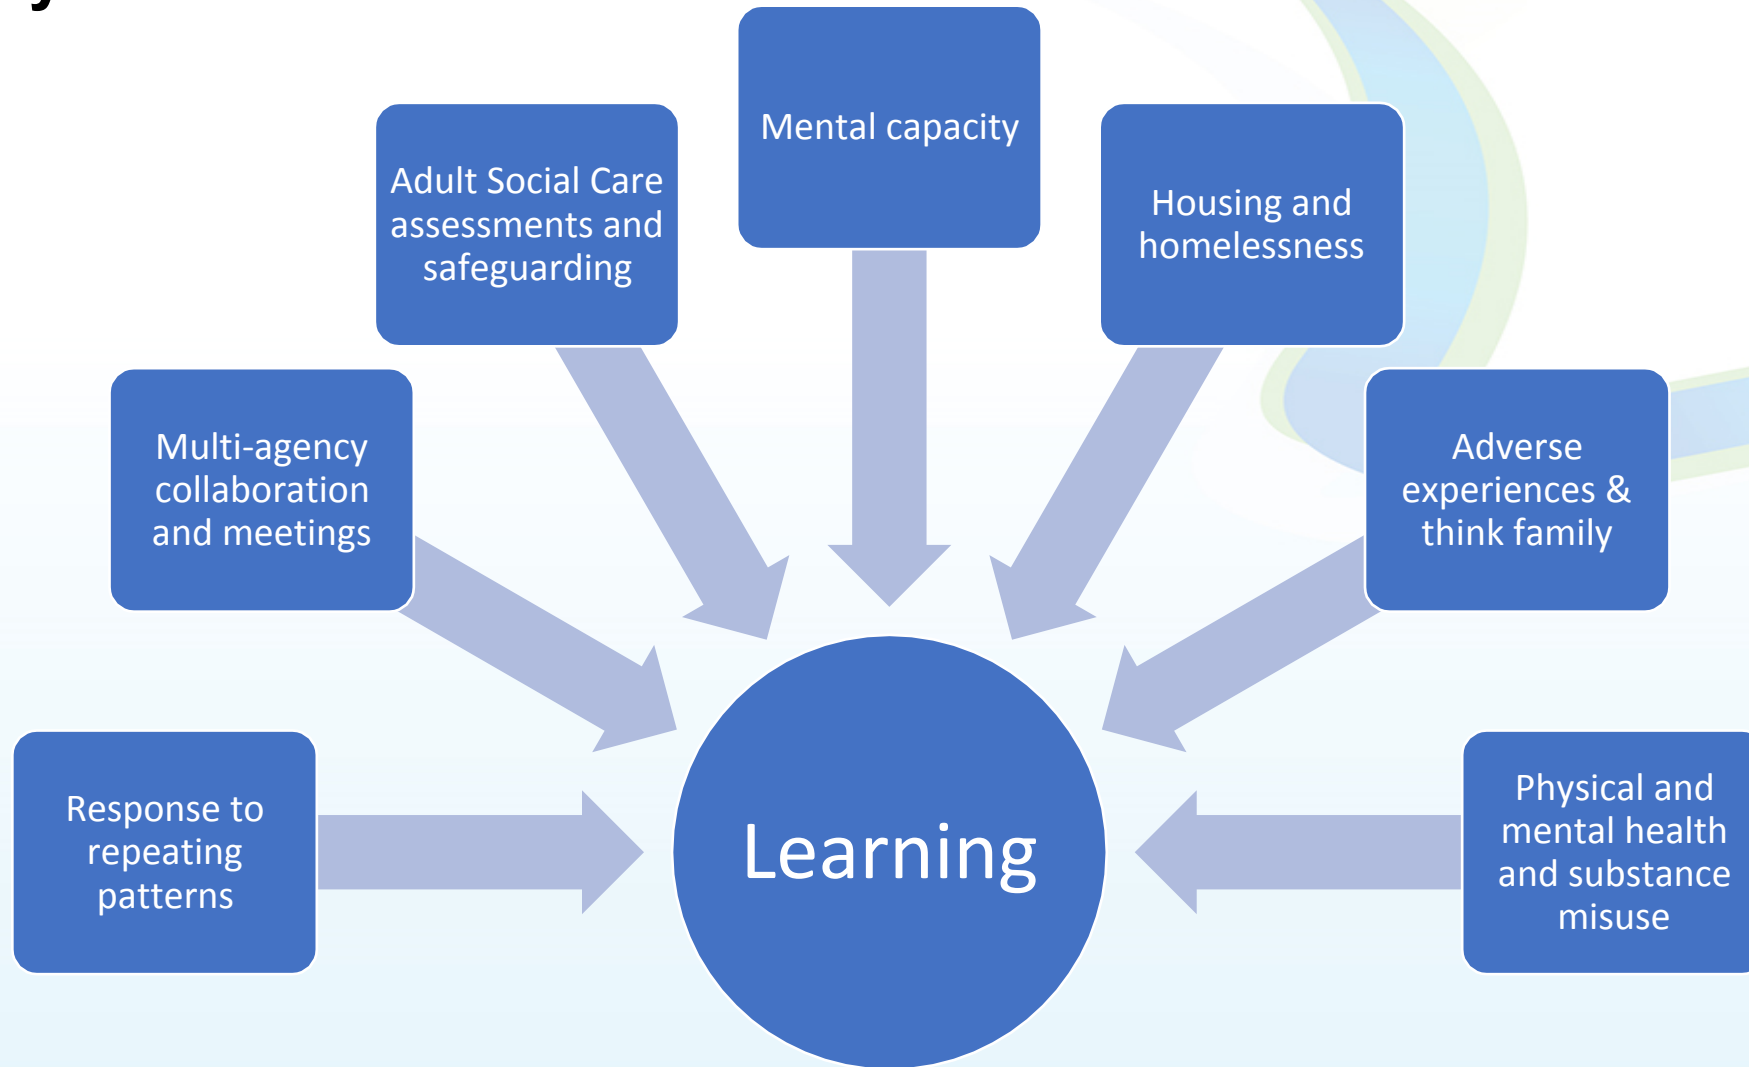 Mental capacity
Adult Social Care
assessments and
safeguarding
Housing and
homelessness
Multi-agency
collaboration
and meetings
Adverse
experiences &
think family
Response to
repeating
patterns
Learning
Physical and
mental health
and substance
misuse